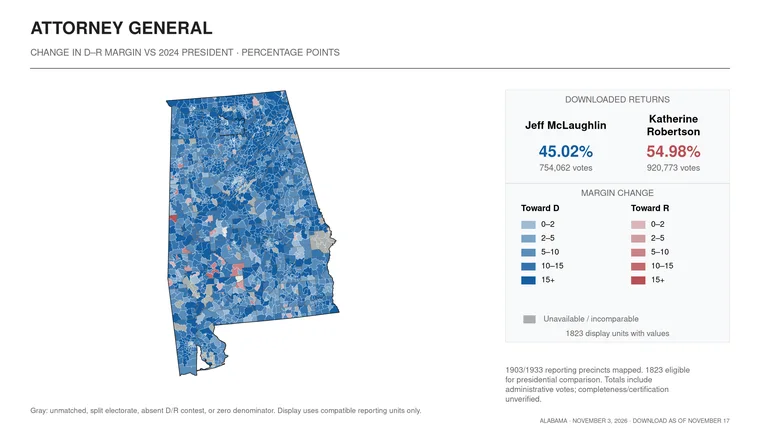 ATTORNEY GENERAL
CHANGE IN D–R MARGIN VS 2024 PRESIDENT · PERCENTAGE POINTS
DOWNLOADED RETURNS
Jeff McLaughlin
45.02%
754,062 votes
Katherine
Robertson
54.98%
920,773 votes
MARGIN CHANGE
Toward D
0–2
2–5
5–10
10–15
15+
Toward R
0–2
2–5
5–10
10–15
15+
Unavailable / incomparable
1823 display units with values
1903/1933 reporting precincts mapped. 1823 eligible
for presidential comparison. Totals include
administrative votes; completeness/certification
unverified.
Gray: unmatched, split electorate, absent D/R contest, or zero denominator. Display uses compatible reporting units only.
ALABAMA · NOVEMBER 3, 2026 · DOWNLOAD AS OF NOVEMBER 17